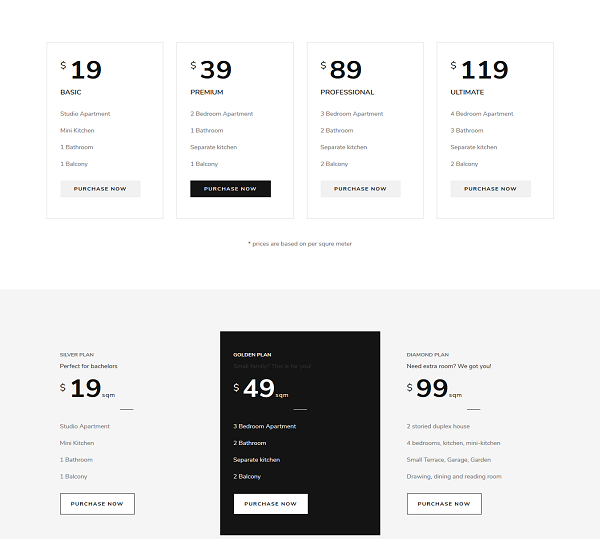 $ 19
BASIC
Studio Apartment
Mini Kitchen
1 Bathroom
1 Balcony
PURCHASE NOW
$ 39
PREMIUM
2 Bedroom Apartment
1 Bathroom
Separate kitchen
1 Balcony
PURCHASE NOW
$ 89
PROFESSIONAL
3 Bedroom Apartment
2 Bathroom
Separate kitchen
2 Balcony
PURCHASE NOW
$ 119
ULTIMATE
4 Bedroom Apartment
3 Bathroom
Separate kitchen
2 Balcony
PURCHASE NOW
* prices are based on per squre meter
SILVER PLAN
Perfect for bachelors
$ 19 sqm
Studio Apartment
Mini Kitchen
1 Bathroom
1 Balcony
PURCHASE NOW
GOLDEN PLAN
Small family? This is for you!
$ 49 sqm
3 Bedroom Apartment
2 Bathroom
Separate kitchen
2 Balcony
PURCHASE NOW
DIAMOND PLAN
Need extra room? We got you!
$ 99 sqm
2 storied duplex house
4 bedrooms, kitchen, mini-kitchen
Small Terrace, Garage, Garden
Drawing, dining and reading room
PURCHASE NOW